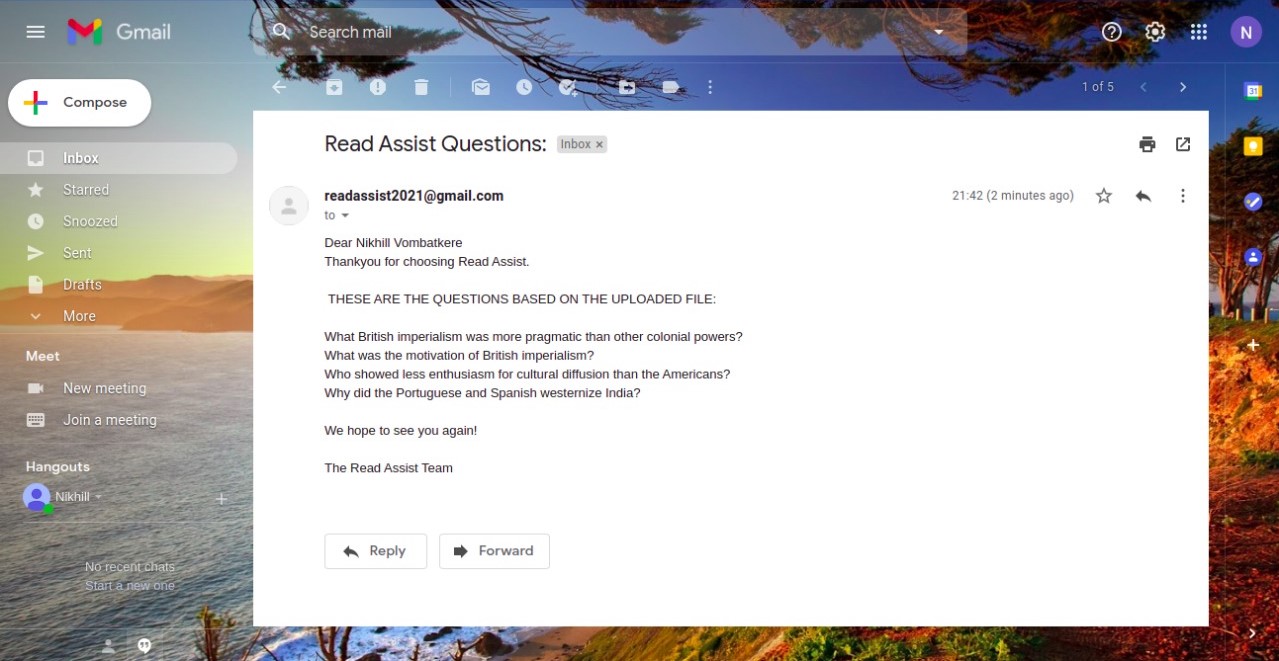 Gmail
Search mail
N
Compose
1 of 5
31
Inbox
Starred
Snoozed
Sent
Drafts
More
Meet
New meeting
Join a meeting
Hangouts
Nikhill
No recent chats
Start a new one
Read Assist Questions: Inbox ×
readassist2021@gmail.com 21:42 (2 minutes ago)
to
Dear Nikhill Vombatkere
Thankyou for choosing Read Assist.
THESE ARE THE QUESTIONS BASED ON THE UPLOADED FILE:
What British imperialism was more pragmatic than other colonial powers?
What was the motivation of British imperialism?
Who showed less enthusiasm for cultural diffusion than the Americans?
Why did the Portuguese and Spanish westernize India?
We hope to see you again!
The Read Assist Team
Reply Forward